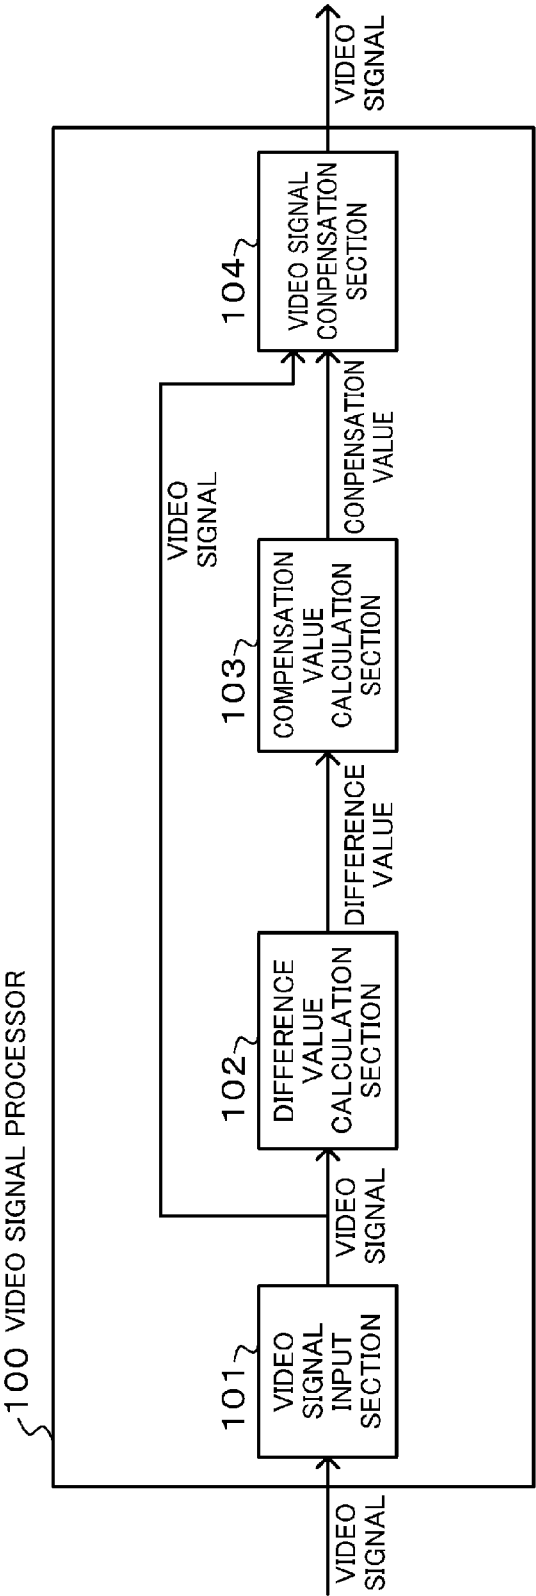 100 VIDEO SIGNAL PROCESSOR
VIDEO
SIGNAL
101
VIDEO
SIGNAL
INPUT
SECTION
VIDEO
SIGNAL
102
DIFFERENCE
VALUE
CALCULATION
SECTION
DIFFERENCE
VALUE
VIDEO
SIGNAL
103
COMPENSATION
VALUE
CALCULATION
SECTION
CONPENSATION
VALUE
104
VIDEO SIGNAL
CONPENSATION
SECTION
VIDEO
SIGNAL